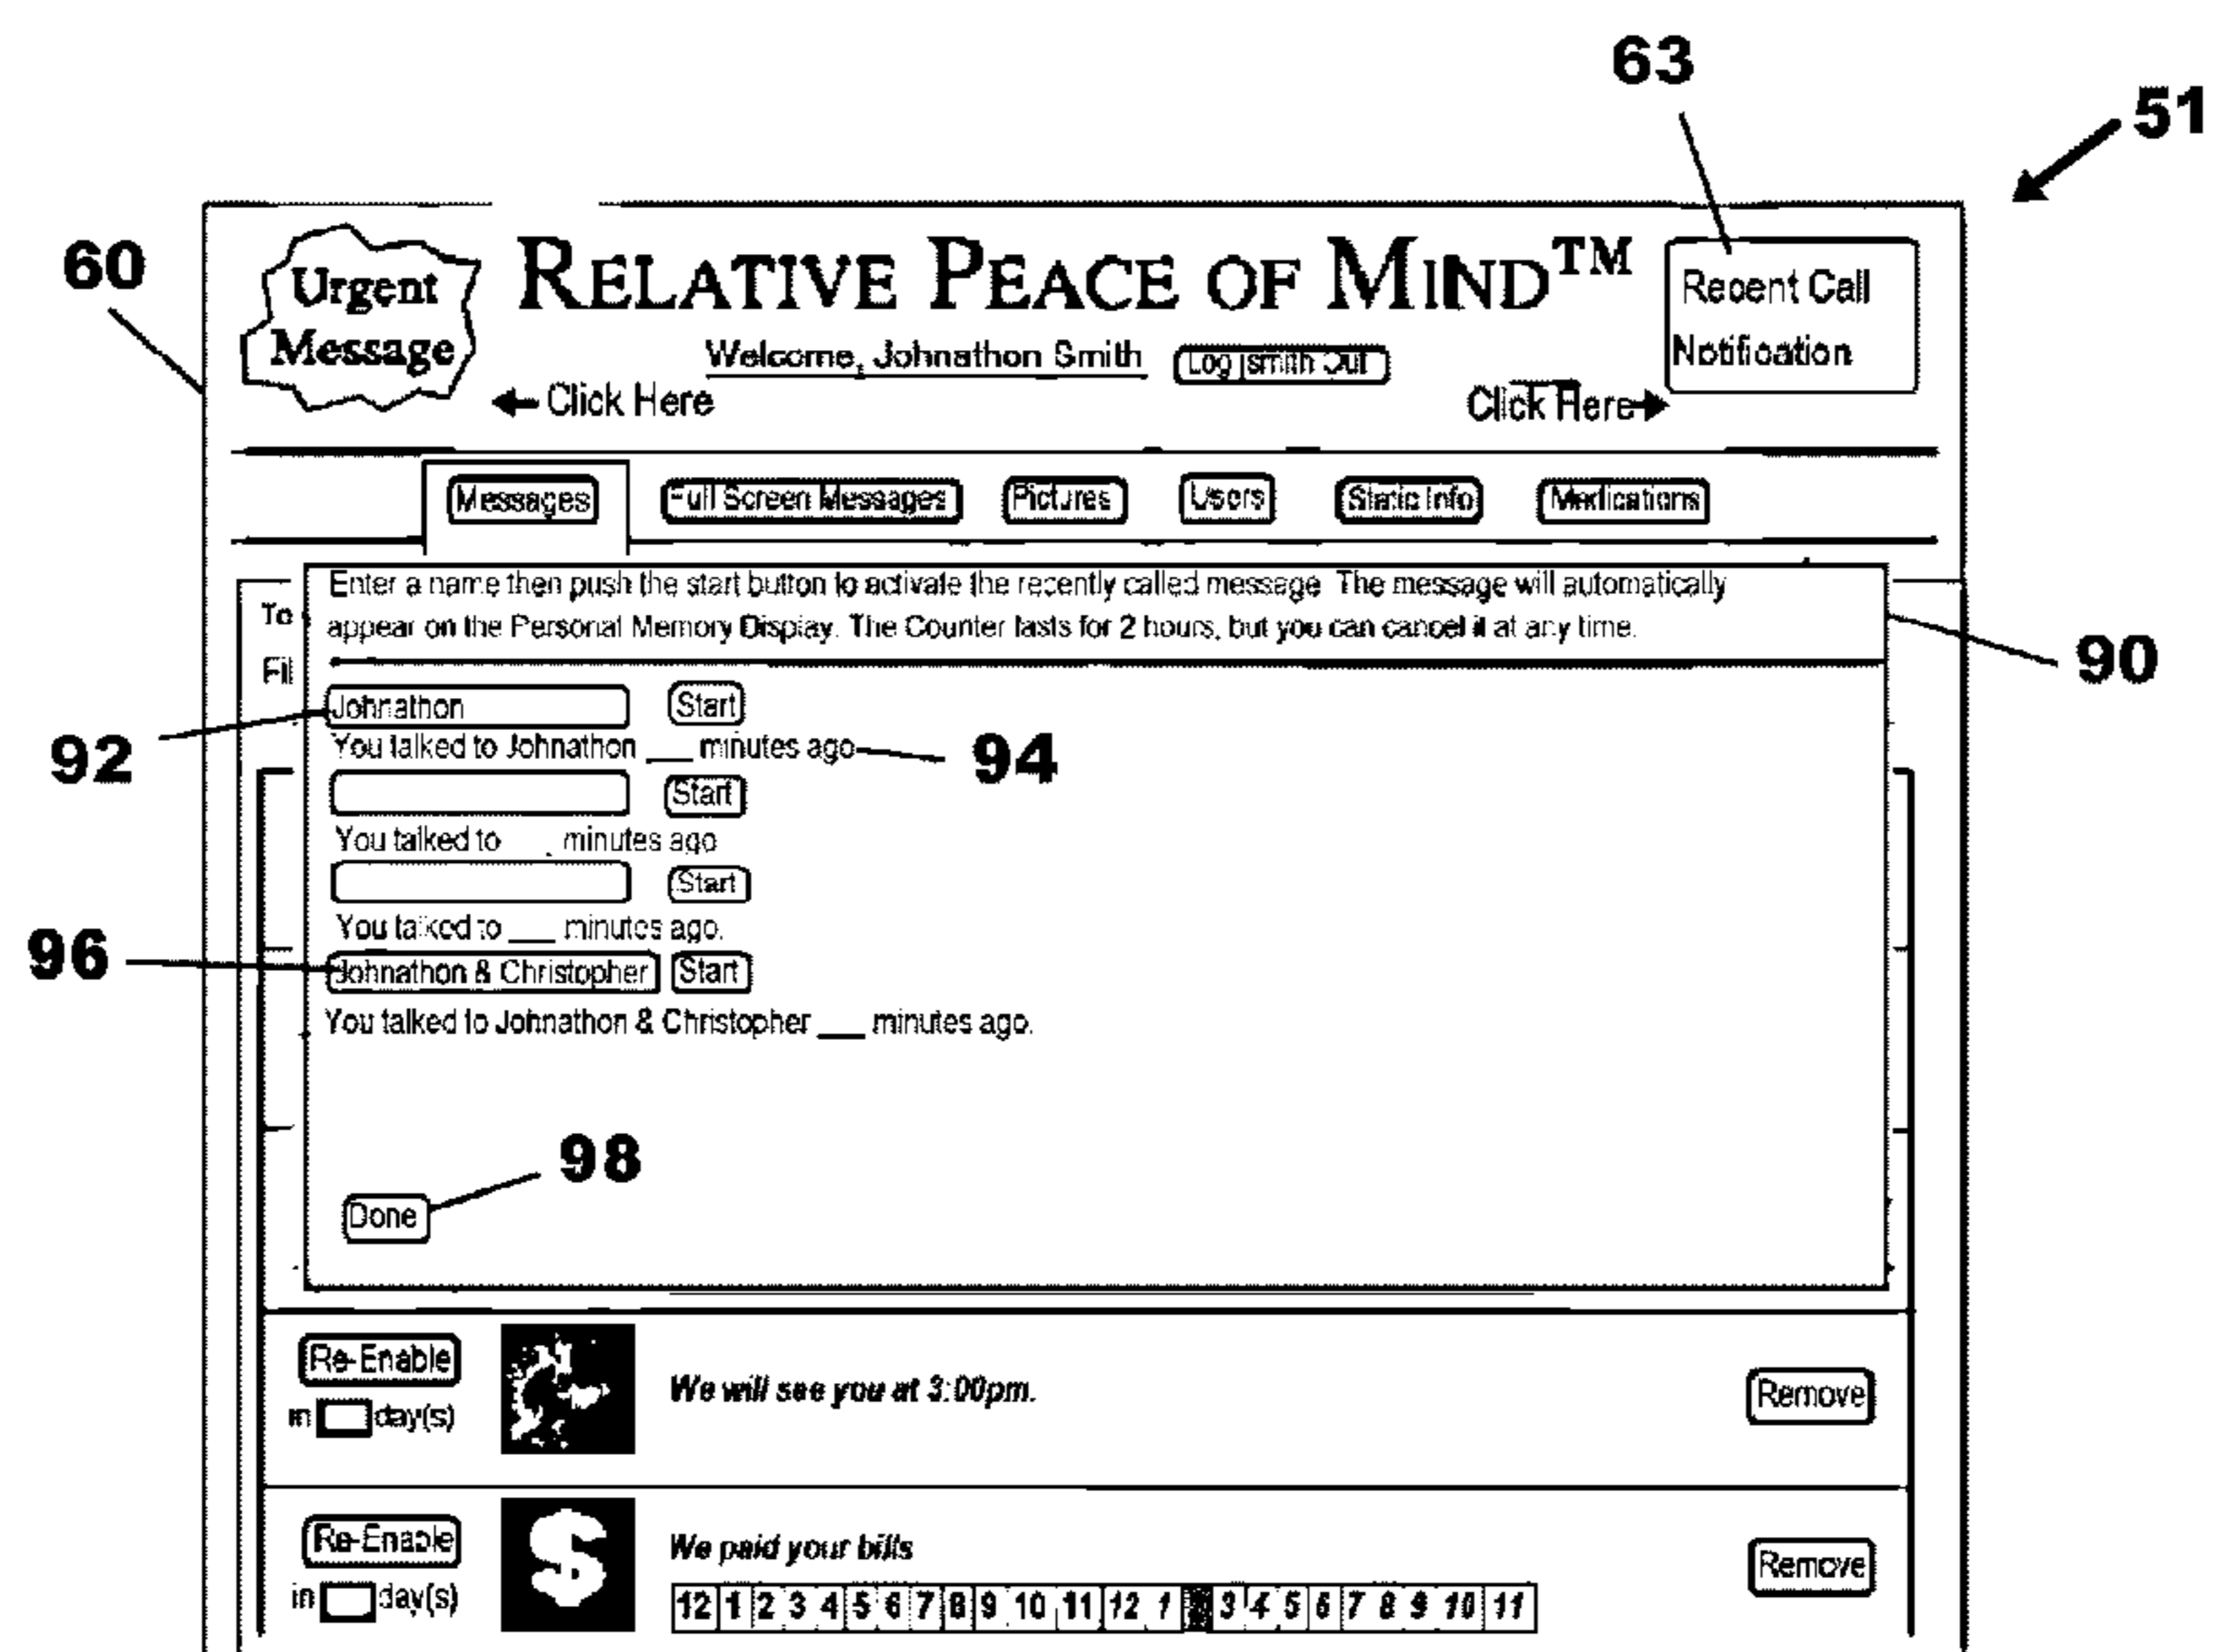 63
51
60
Urgent
Message
RELATIVE PEACE OF MIND™
Recent Call
Notification
Welcome, Johnathon Smith
Log jsmith Out
Click Here
Click Here
Messages
Full Screen Messages
Pictures
Users
Static Info
Medications
To
Enter a name then push the start button to activate the recently called message. The message will automatically
appear on the Personal Memory Display. The Counter lasts for 2 hours, but you can cancel it at any time.
90
Fil
Johnathon
Start
92
You talked to Johnathon ___ minutes ago
94
Start
You talked to ___ minutes ago
Start
You talked to ___ minutes ago.
96
Johnathon & Christopher
Start
You talked to Johnathon & Christopher ___ minutes ago.
98
Done
Re-Enable
in day(s)
We will see you at 3:00pm.
Remove
Re-Enable
in day(s)
$
We paid your bills
Remove
12 1 2 3 4 5 6 7 8 9 10 11 12 1 2 3 4 5 6 7 8 9 10 11